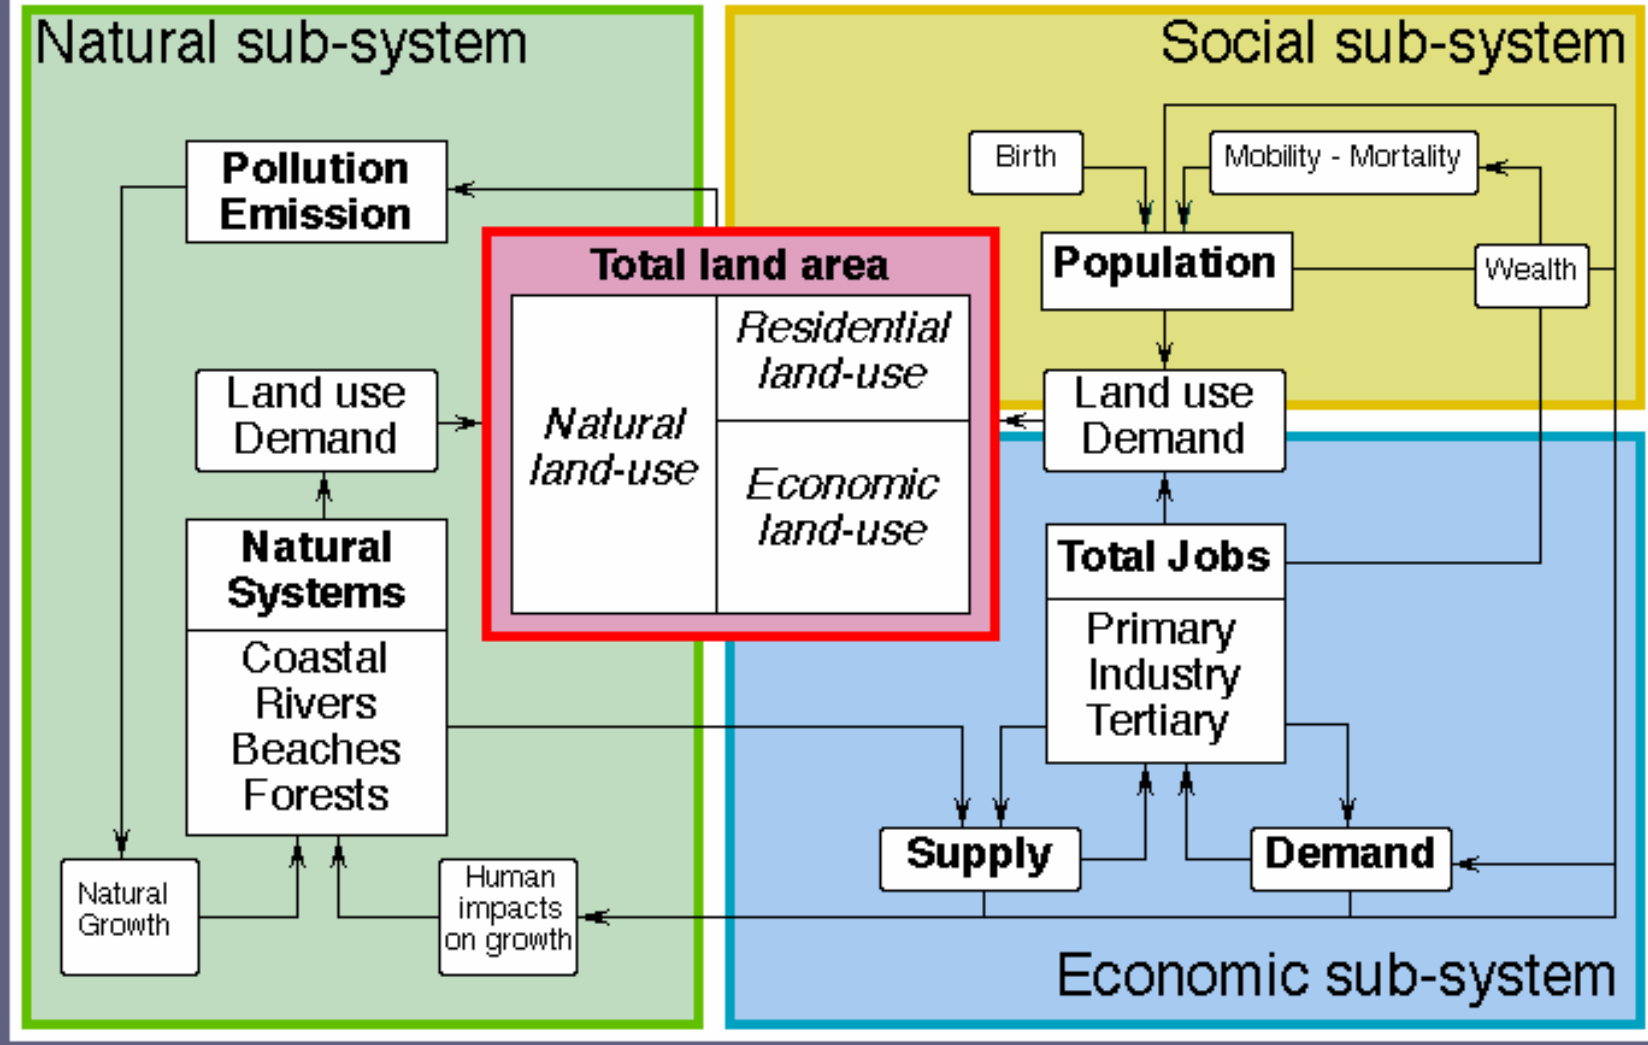 Natural sub-system
Social sub-system
Pollution
Emission
Birth
Mobility - Mortality
Population
Wealth
Total land area
Natural
land-use
Residential
land-use
Economic
land-use
Land use
Demand
Land use
Demand
Natural
Systems
Coastal
Rivers
Beaches
Forests
Total Jobs
Primary
Industry
Tertiary
Supply
Demand
Natural
Growth
Human
impacts
on growth
Economic sub-system